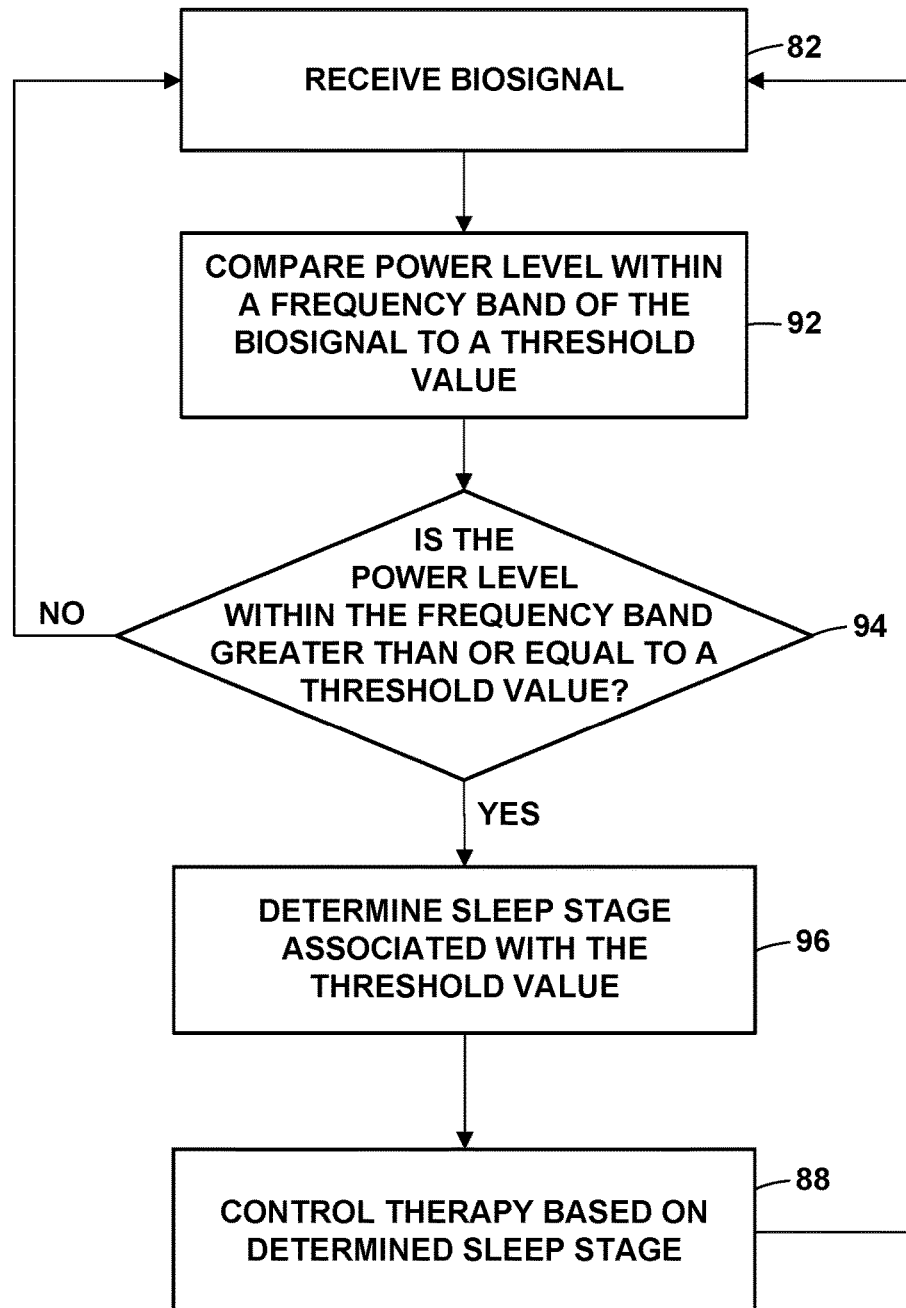 RECEIVE BIOSIGNAL
82
COMPARE POWER LEVEL WITHIN
A FREQUENCY BAND OF THE
BIOSIGNAL TO A THRESHOLD
VALUE
92
IS THE
POWER LEVEL
WITHIN THE FREQUENCY BAND
GREATER THAN OR EQUAL TO A
THRESHOLD VALUE?
NO
94
YES
DETERMINE SLEEP STAGE
ASSOCIATED WITH THE
THRESHOLD VALUE
96
CONTROL THERAPY BASED ON
DETERMINED SLEEP STAGE
88